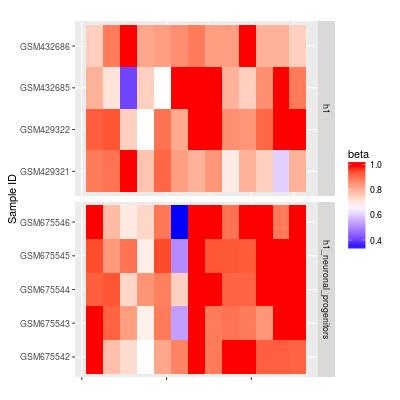 GSM432686
GSM432685
GSM429322
GSM429321
h1
GSM675546
GSM675545
GSM675544
GSM675543
GSM675542
h1_neuronal_progenitors
Sample ID
beta
1.0
0.8
0.6
0.4